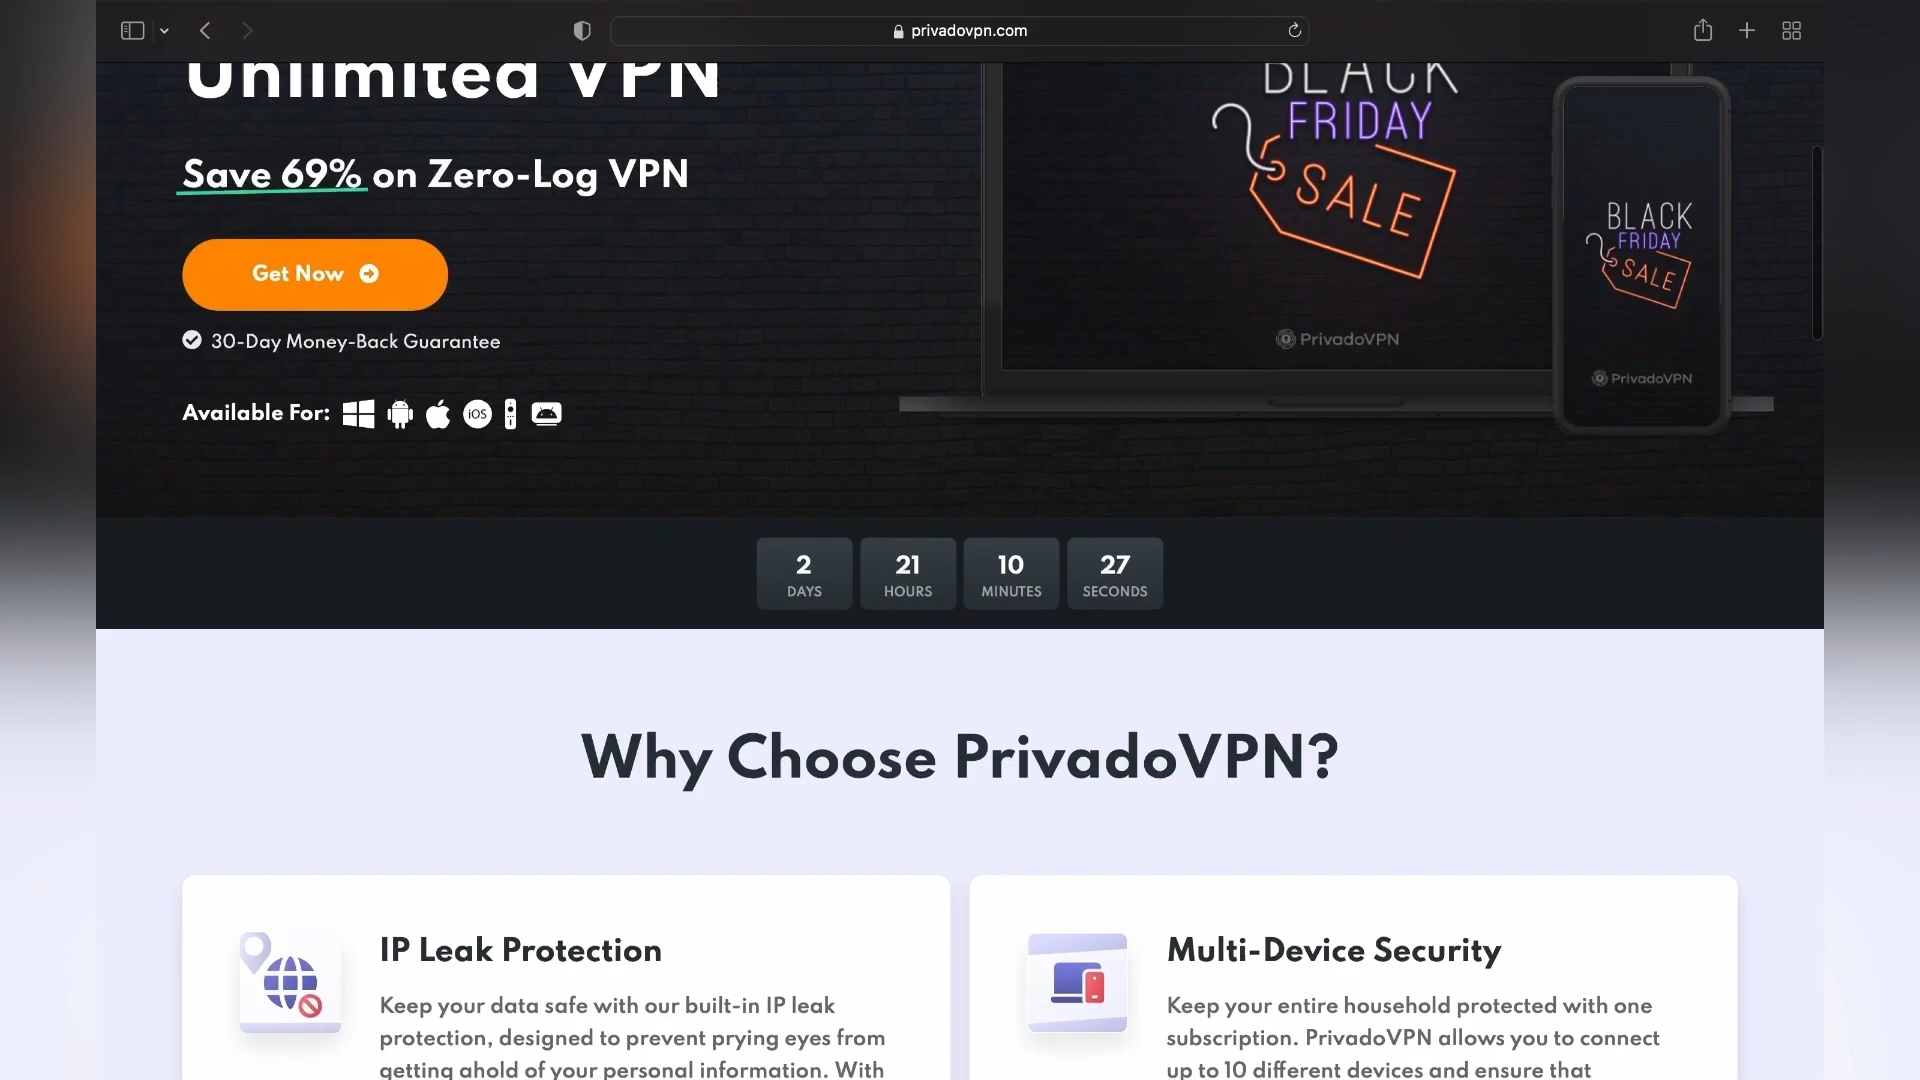 privadovpn.com
Unlimited VPN
Save 69% on Zero-Log VPN
Get Now
30-Day Money-Back Guarantee
Available For:
iOS
BLACK
FRIDAY
SALE
PrivadoVPN
BLACK
FRIDAY
SALE
PrivadoVPN
2 21 10 27
DAYS HOURS MINUTES SECONDS
Why Choose PrivadoVPN?
IP Leak Protection
Keep your data safe with our built-in IP leak
protection, designed to prevent prying eyes from
getting ahold of your personal information. With
Multi-Device Security
Keep your entire household protected with one
subscription. PrivadoVPN allows you to connect
up to 10 different devices and ensure that